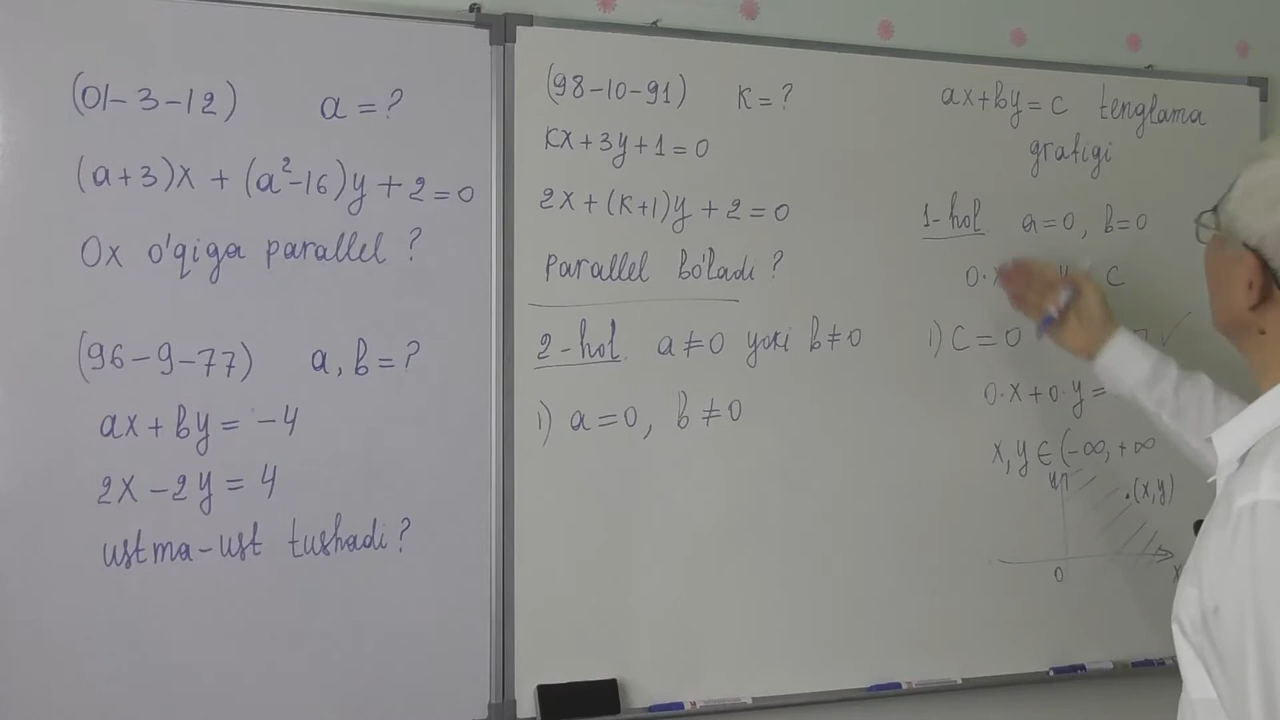 (01-3-12) a=?
(a+3)x + (a²-16)y + 2 = 0
Ox o'qiga parallel ?
(96-9-77) a, b=?
ax + by = -4
2x - 2y = 4
ustma-ust tushadi?
(98-10-91) K=?
Kx + 3y + 1 = 0
2x + (K+1)y + 2 = 0
Parallel bo'ladi ?
2-hol. a≠0 yoki b≠0
1) a=0, b≠0
ax+by=c tenglama
grafigi
1-hol a=0, b=0
0·x y c
1) C=0
0·x+0·y=
x,y∈(-∞,+∞
y
(x,y)
0
x